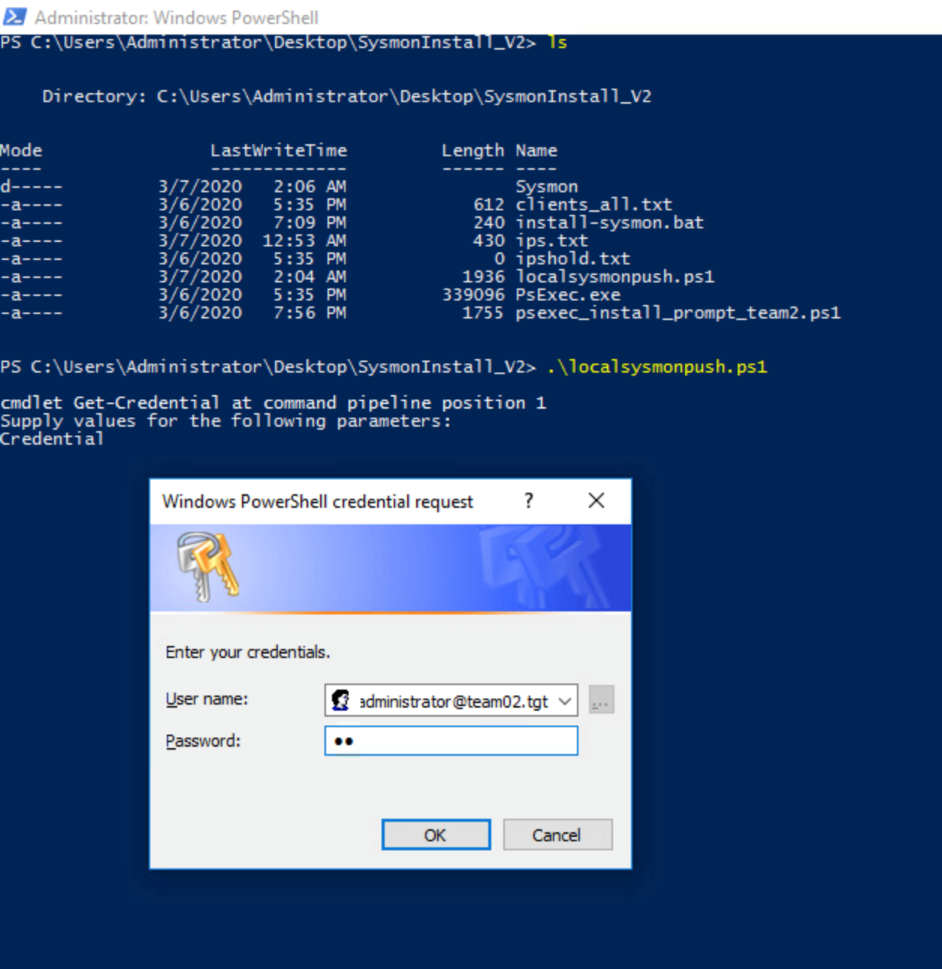 Administrator: Windows PowerShell
PS C:\Users\Administrator\Desktop\SysmonInstall_V2> ls
Directory: C:\Users\Administrator\Desktop\SysmonInstall_V2
Mode LastWriteTime Length Name
---- ------------- ------ ----
d----- 3/7/2020 2:06 AM Sysmon
-a---- 3/6/2020 5:35 PM 612 clients_all.txt
-a---- 3/6/2020 7:09 PM 240 install-sysmon.bat
-a---- 3/7/2020 12:53 AM 430 ips.txt
-a---- 3/6/2020 5:35 PM 0 ipshold.txt
-a---- 3/7/2020 2:04 AM 1936 localsysmonpush.ps1
-a---- 3/6/2020 5:35 PM 339096 PsExec.exe
-a---- 3/6/2020 7:56 PM 1755 psexec_install_prompt_team2.ps1
PS C:\Users\Administrator\Desktop\SysmonInstall_V2> .\localsysmonpush.ps1
cmdlet Get-Credential at command pipeline position 1
Supply values for the following parameters:
Credential
Windows PowerShell credential request ?
Enter your credentials.
User name: administrator@team02.tgt ...
Password: ●●
OK Cancel